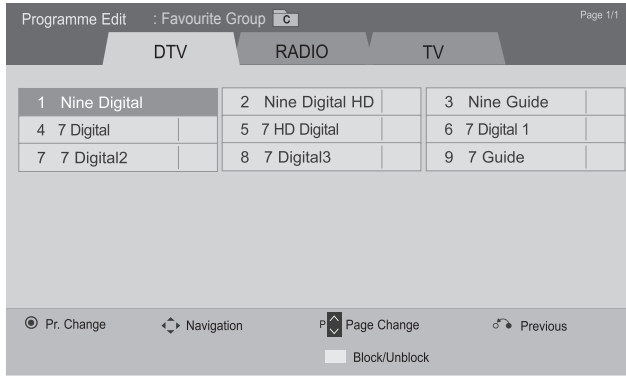 Programme Edit : Favourite Group C
Page 1/1
DTV RADIO TV
1 Nine Digital 2 Nine Digital HD 3 Nine Guide
4 7 Digital 5 7 HD Digital 6 7 Digital 1
7 7 Digital2 8 7 Digital3 9 7 Guide
Pr. Change Navigation P Page Change Previous
Block/Unblock